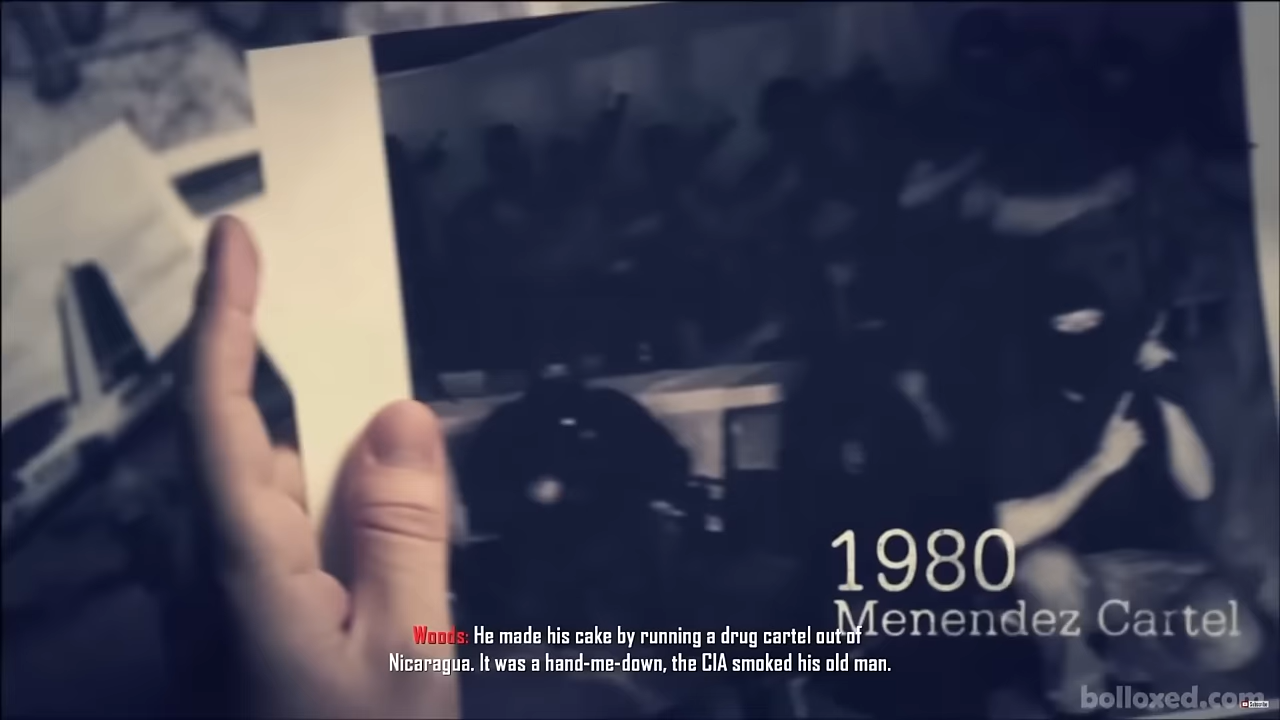 1980
Menendez Cartel
Woods: He made his cake by running a drug cartel out of
Nicaragua. It was a hand-me-down, the CIA smoked his old man.
bolloxed.com
Subscribe